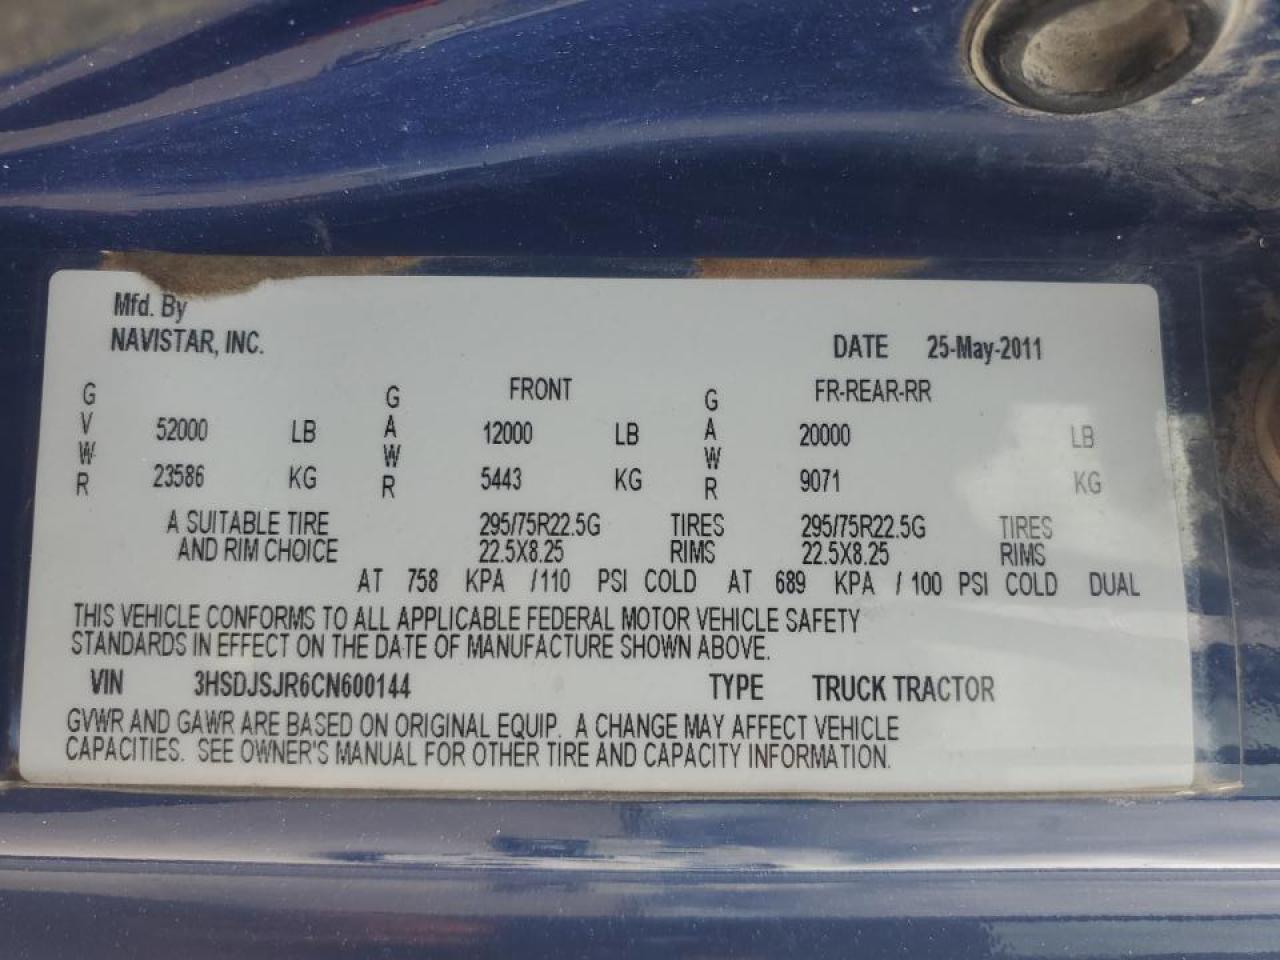 Mfd. By
NAVISTAR, INC. DATE 25-May-2011
GVWR GAWR FRONT GAWR FR-REAR-RR
52000 LB 12000 LB 20000 LB
23586 KG 5443 KG 9071 KG
A SUITABLE TIRE 295/75R22.5G TIRES 295/75R22.5G TIRES
AND RIM CHOICE 22.5X8.25 RIMS 22.5X8.25 RIMS
AT 758 KPA /110 PSI COLD AT 689 KPA / 100 PSI COLD DUAL
THIS VEHICLE CONFORMS TO ALL APPLICABLE FEDERAL MOTOR VEHICLE SAFETY
STANDARDS IN EFFECT ON THE DATE OF MANUFACTURE SHOWN ABOVE.
VIN 3HSDJSJR6CN600144 TYPE TRUCK TRACTOR
GVWR AND GAWR ARE BASED ON ORIGINAL EQUIP. A CHANGE MAY AFFECT VEHICLE
CAPACITIES. SEE OWNER'S MANUAL FOR OTHER TIRE AND CAPACITY INFORMATION.